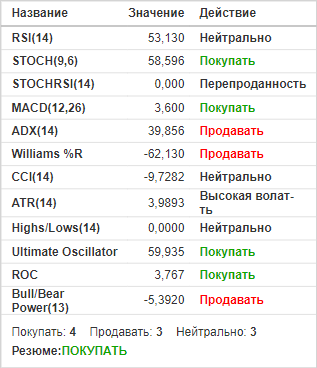 Название Значение Действие
RSI(14) 53,130 Нейтрально
STOCH(9,6) 58,596 Покупать
STOCHRSI(14) 0,000 Перепроданность
MACD(12,26) 3,600 Покупать
ADX(14) 39,856 Продавать
Williams %R -62,130 Продавать
CCI(14) -9,7282 Нейтрально
ATR(14) 3,9893 Высокая волат-
ть
Highs/Lows(14) 0,0000 Нейтрально
Ultimate Oscillator 59,935 Покупать
ROC 3,767 Покупать
Bull/Bear
Power(13) -5,3920 Продавать
Покупать: 4 Продавать: 3 Нейтрально: 3
Резюме:ПОКУПАТЬ